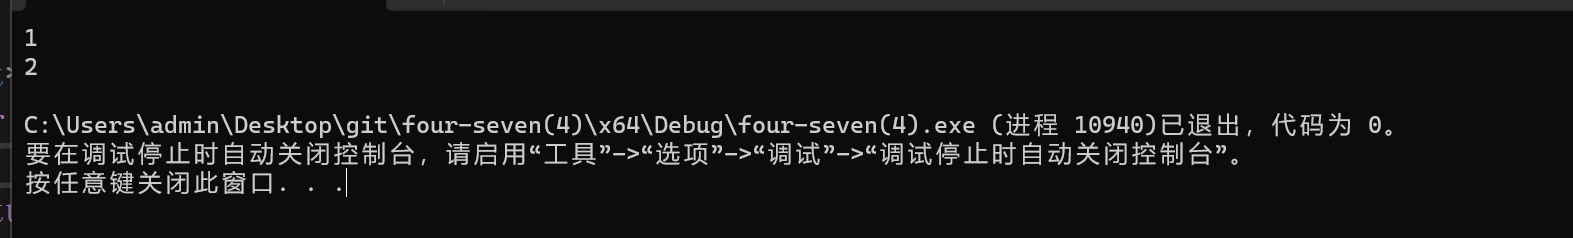 1
2
C:\Users\admin\Desktop\git\four-seven(4)\x64\Debug\four-seven(4).exe (进程 10940)已退出，代码为 0。
要在调试停止时自动关闭控制台，请启用“工具”->“选项”->“调试”->“调试停止时自动关闭控制台”。
按任意键关闭此窗口. . .